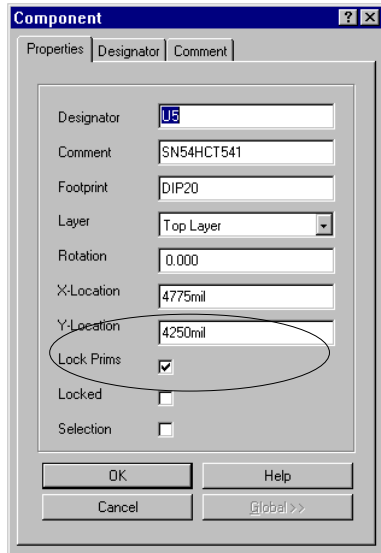 Component
Properties Designator Comment
Designator U5
Comment SN54HCT541
Footprint DIP20
Layer Top Layer
Rotation 0.000
X-Location 4775mil
Y-Location 4250mil
Lock Prims
Locked
Selection
OK Help
Cancel Global >>